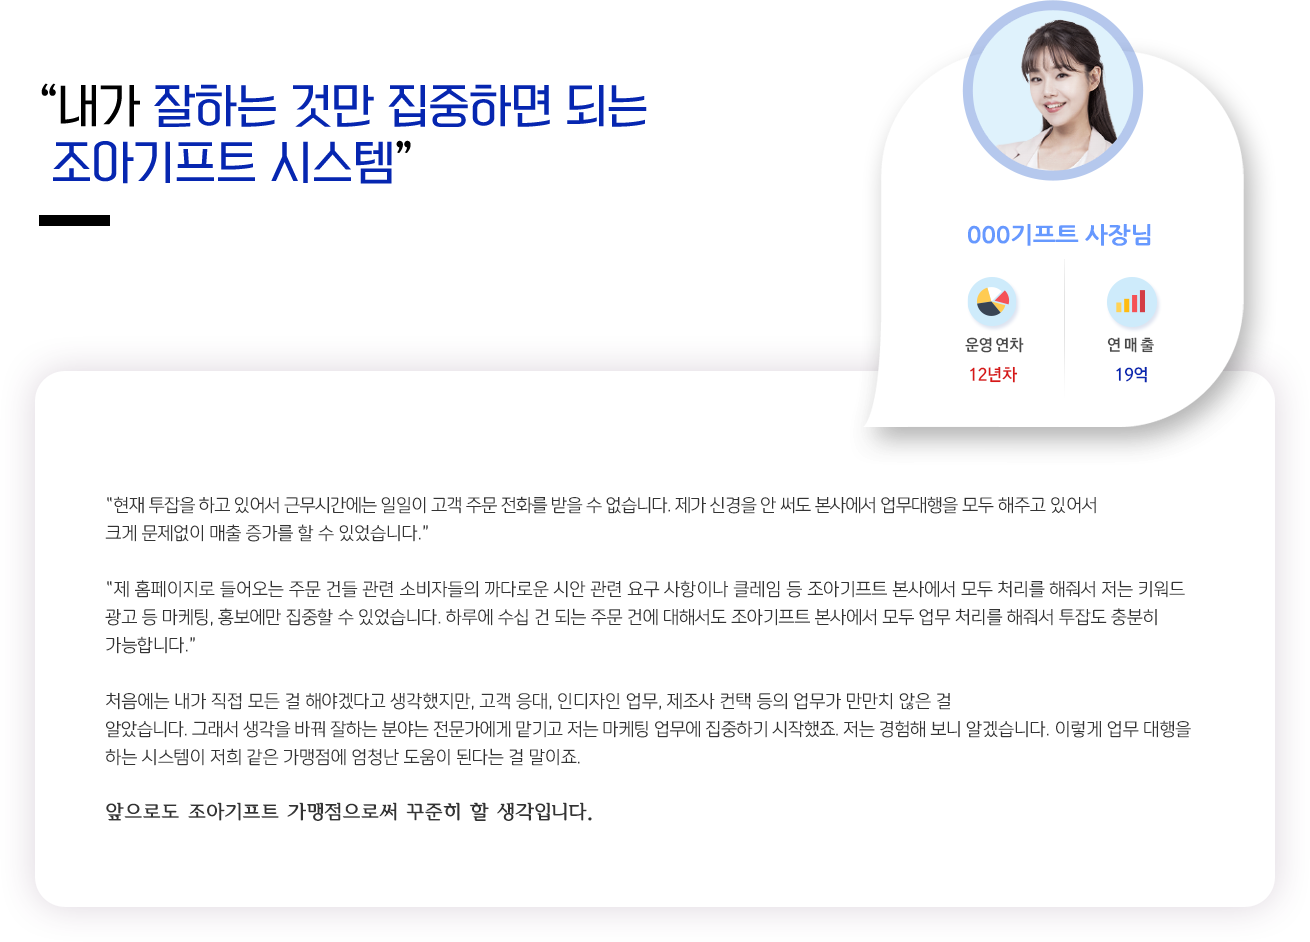 “내가 잘하는 것만 집중하면 되는
조아기프트 시스템”
000기프트 사장님
운영 연차
12년차
연 매 출
19억
“현재 투잡을 하고 있어서 근무시간에는 일일이 고객 주문 전화를 받을 수 없습니다. 제가 신경을 안 써도 본사에서 업무대행을 모두 해주고 있어서
크게 문제없이 매출 증가를 할 수 있었습니다.”
“제 홈페이지로 들어오는 주문 건들 관련 소비자들의 까다로운 시안 관련 요구 사항이나 클레임 등 조아기프트 본사에서 모두 처리를 해줘서 저는 키워드
광고 등 마케팅, 홍보에만 집중할 수 있었습니다. 하루에 수십 건 되는 주문 건에 대해서도 조아기프트 본사에서 모두 업무 처리를 해줘서 투잡도 충분히
가능합니다.”
처음에는 내가 직접 모든 걸 해야겠다고 생각했지만, 고객 응대, 인디자인 업무, 제조사 컨택 등의 업무가 만만치 않은 걸
알았습니다. 그래서 생각을 바꿔 잘하는 분야는 전문가에게 맡기고 저는 마케팅 업무에 집중하기 시작했죠. 저는 경험해 보니 알겠습니다. 이렇게 업무 대행을
하는 시스템이 저희 같은 가맹점에 엄청난 도움이 된다는 걸 말이죠.
앞으로도 조아기프트 가맹점으로써 꾸준히 할 생각입니다.